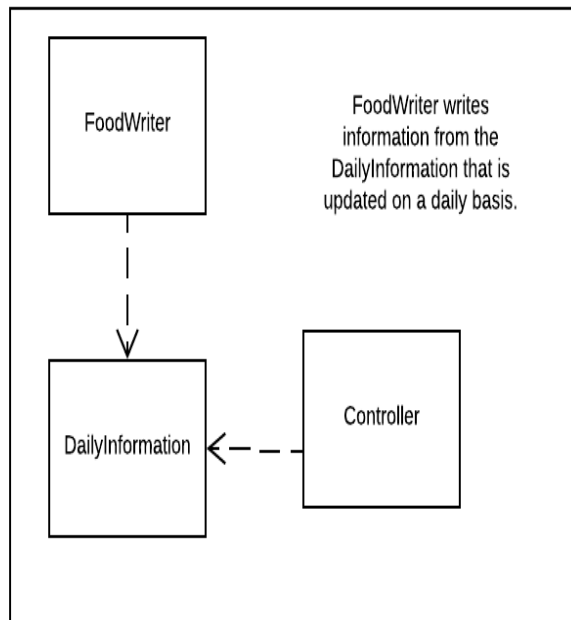 FoodWriter
FoodWriter writes
information from the
DailyInformation that is
updated on a daily basis.
DailyInformation
Controller